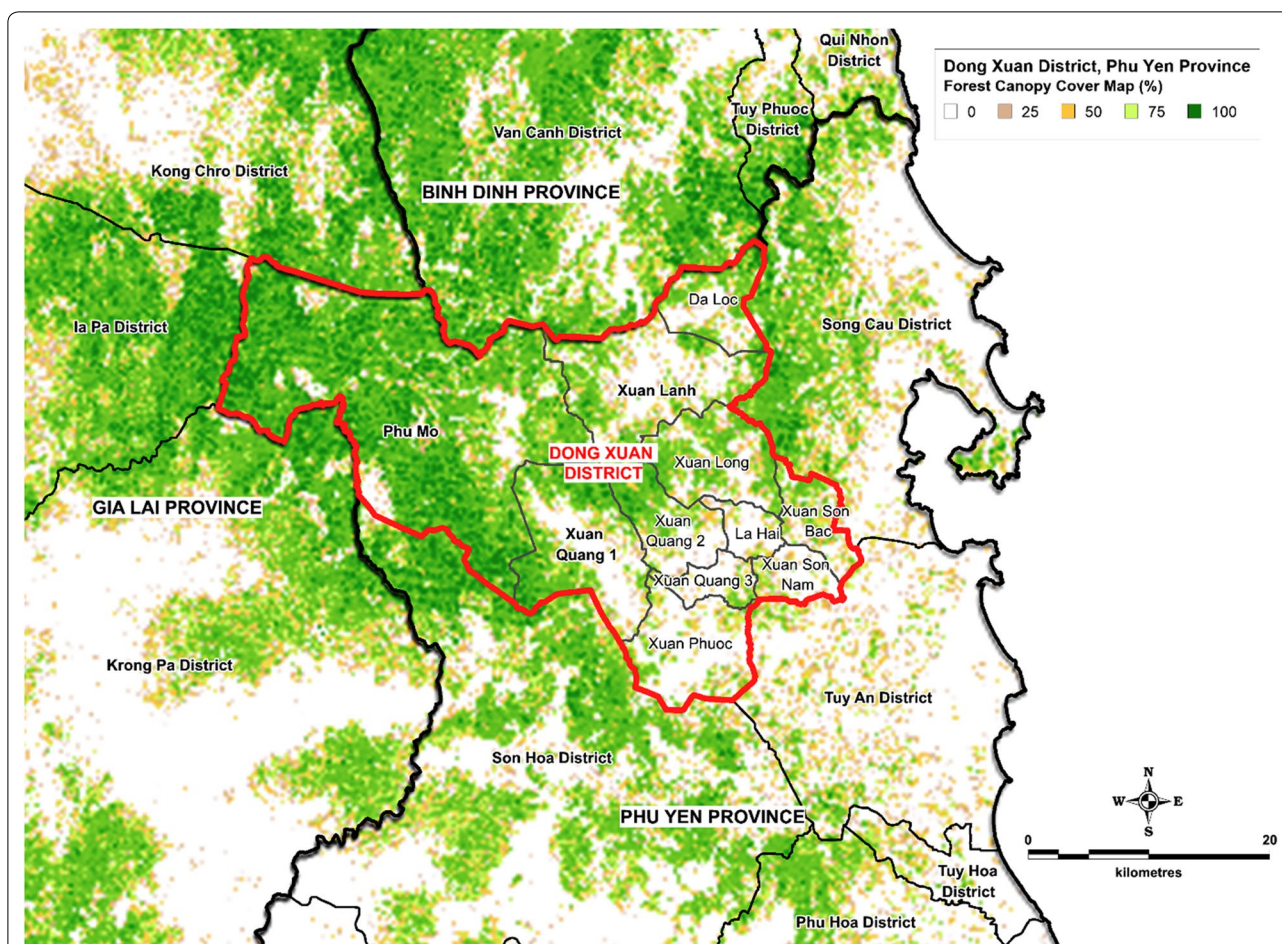 Qui Nhon
District
Dong Xuan District, Phu Yen Province
Forest Canopy Cover Map (%)
0 25 50 75 100
Tuy Phuoc
District
Van Canh District
Kong Chro District
BINH DINH PROVINCE
Da Loc
Ia Pa District
Song Cau District
Xuan Lanh
Phu Mo
DONG XUAN
DISTRICT
Xuan Long
GIA LAI PROVINCE
Xuan Son
Bac
Xuan
Quang 2
La Hai
Xuan
Quang 1
Xuan Son
Nam
Xuan Quang 3
Xuan Phuoc
Krong Pa District
Tuy An District
Son Hoa District
PHU YEN PROVINCE
N
W E
S
0 20
kilometres
Tuy Hoa
District
Phu Hoa District